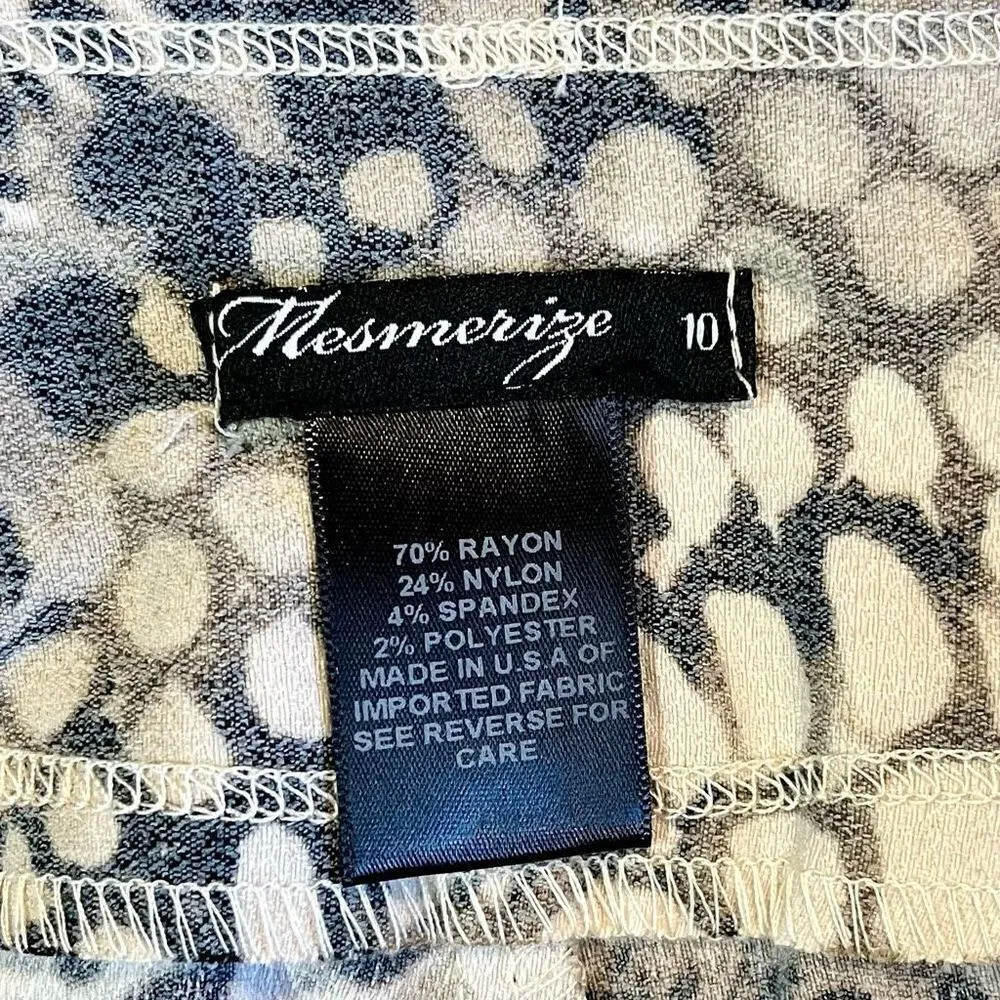 Mesmerize 10
70% RAYON
24% NYLON
4% SPANDEX
2% POLYESTER
MADE IN U.S.A OF
IMPORTED FABRIC
SEE REVERSE FOR
CARE